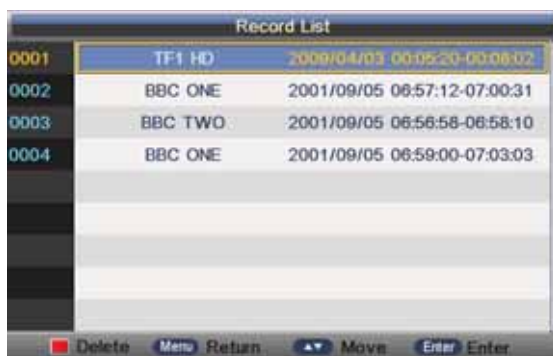 Record List
0001 TF1 HD 2009/04/03 00:05:20-00:08:02
0002 BBC ONE 2001/09/05 06:57:12-07:00:31
0003 BBC TWO 2001/09/05 06:56:58-06:58:10
0004 BBC ONE 2001/09/05 06:59:00-07:03:03
Delete Menu Return Move Enter Enter